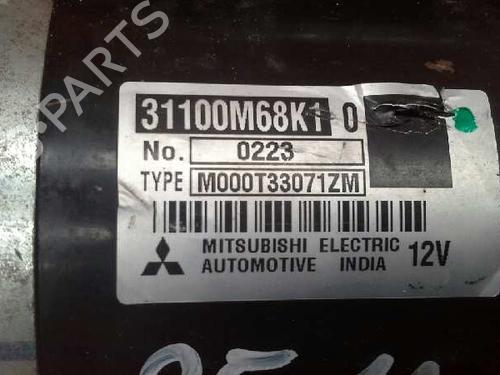 PARTS
31100M68K1 0
No. 0223
TYPE M000T33071ZM
MITSUBISHI ELECTRIC
AUTOMOTIVE INDIA 12V